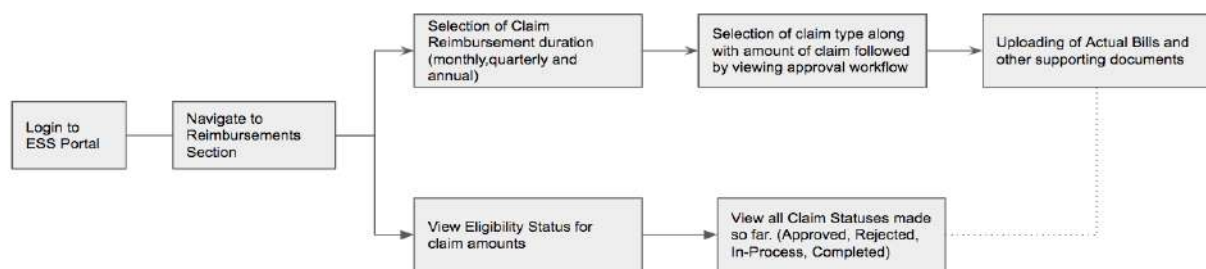 Login to
ESS Portal
Navigate to
Reimbursements
Section
Selection of Claim
Reimbursement duration
(monthly,quarterly and
annual)
Selection of claim type along
with amount of claim followed
by viewing approval workflow
Uploading of Actual Bills and
other supporting documents
View Eligibility Status for
claim amounts
View all Claim Statuses made
so far. (Approved, Rejected,
In-Process, Completed)